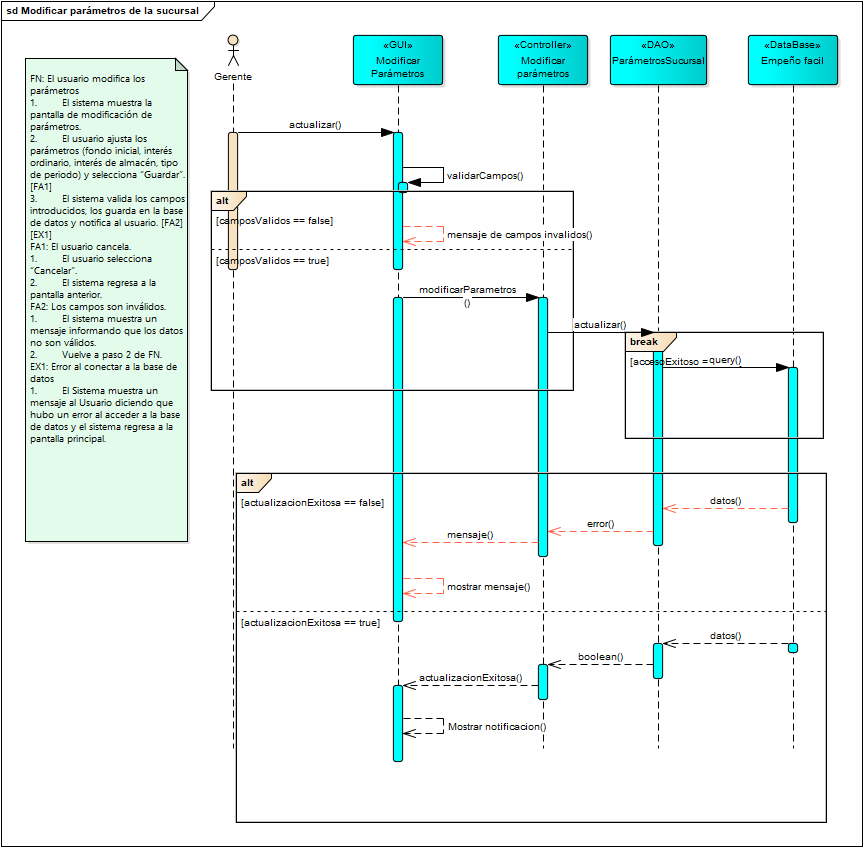 sd Modificar parámetros de la sucursal
FN: El usuario modifica los
parámetros
1. El sistema muestra la
pantalla de modificación de
parámetros.
2. El usuario ajusta los
parámetros (fondo inicial, interés
ordinario, interés de almacén, tipo
de periodo) y selecciona “Guardar”.
[FA1]
3. El sistema valida los campos
introducidos, los guarda en la base
de datos y notifica al usuario. [FA2]
[EX1]
FA1: El usuario cancela.
1. El usuario selecciona
“Cancelar”.
2. El sistema regresa a la
pantalla anterior.
FA2: Los campos son inválidos.
1. El sistema muestra un
mensaje informando que los datos
no son válidos.
2. Vuelve a paso 2 de FN.
EX1: Error al conectar a la base de
datos
1. El Sistema muestra un
mensaje al Usuario diciendo que
hubo un error al acceder a la base
de datos y el sistema regresa a la
pantalla principal.
Gerente
«GUI»
Modificar
Parámetros
«Controller»
Modificar
parámetros
«DAO»
ParámetrosSucursal
«DataBase»
Empeño facil
actualizar()
validarCampos()
alt
[camposValidos == false]
mensaje de campos invalidos()
[camposValidos == true]
modificarParametros
()
actualizar()
break
[accesoExitoso =
query()
alt
[actualizacionExitosa == false]
datos()
error()
mensaje()
mostrar mensaje()
[actualizacionExitosa == true]
datos()
boolean()
actualizacionExitosa()
Mostrar notificacion()